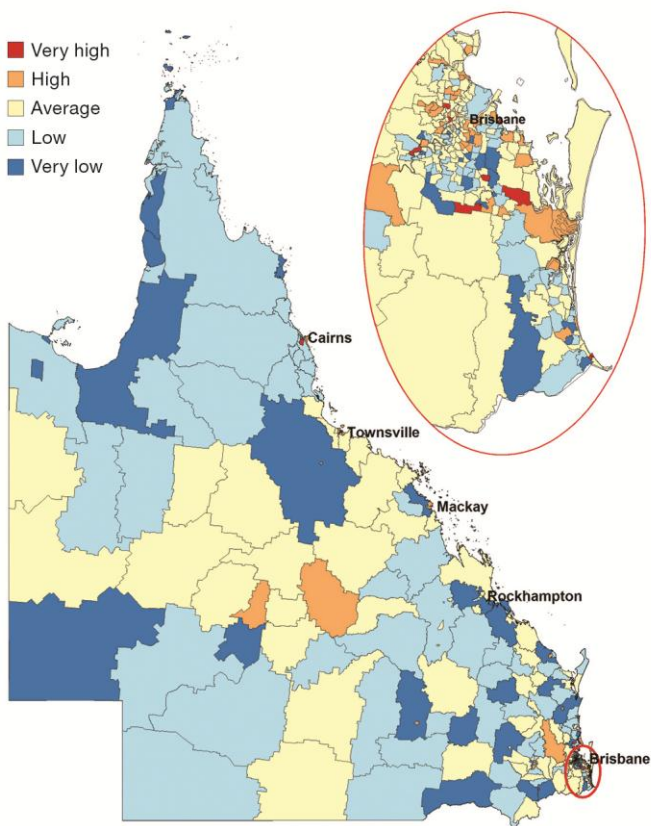 Very high
High
Average
Low
Very low
Brisbane
Cairns
Townsville
Mackay
Rockhampton
Brisbane